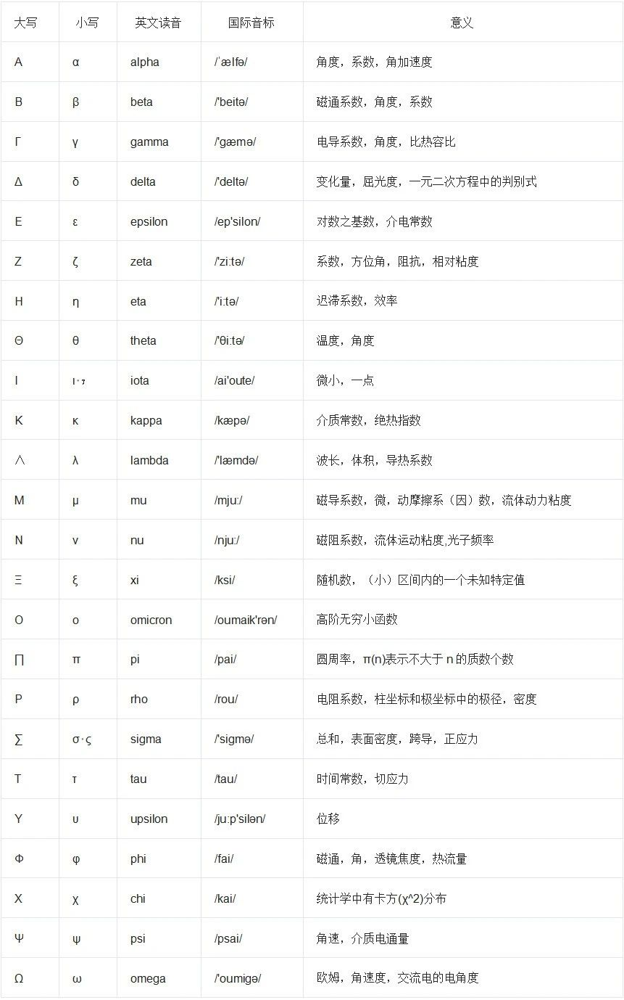 大写 小写 英文读音 国际音标 意义
Α α alpha /ˈælfə/ 角度，系数，角加速度
Β β beta /'beitə/ 磁通系数，角度，系数
Γ γ gamma /'gæmə/ 电导系数，角度，比热容比
Δ δ delta /'deltə/ 变化量，屈光度，一元二次方程中的判别式
Ε ε epsilon /ep'silon/ 对数之基数，介电常数
Ζ ζ zeta /'zi:tə/ 系数，方位角，阻抗，相对粘度
Η η eta /'i:tə/ 迟滞系数，效率
Θ θ theta /'θi:tə/ 温度，角度
Ι ι·℩ iota /ai'oute/ 微小，一点
Κ κ kappa /kæpə/ 介质常数，绝热指数
∧ λ lambda /'læmdə/ 波长，体积，导热系数
Μ μ mu /mju:/ 磁导系数，微，动摩擦系（因）数，流体动力粘度
Ν ν nu /nju:/ 磁阻系数，流体运动粘度,光子频率
Ξ ξ xi /ksi/ 随机数，（小）区间内的一个未知特定值
Ο ο omicron /oumaik'rən/ 高阶无穷小函数
∏ π pi /pai/ 圆周率，π(n)表示不大于 n 的质数个数
Ρ ρ rho /rou/ 电阻系数，柱坐标和极坐标中的极径，密度
∑ σ·ς sigma /'sigmə/ 总和，表面密度，跨导，正应力
Τ τ tau /tau/ 时间常数，切应力
Υ υ upsilon /ju:p'silən/ 位移
Φ φ phi /fai/ 磁通，角，透镜焦度，热流量
Χ χ chi /kai/ 统计学中有卡方(χ^2)分布
Ψ ψ psi /psai/ 角速，介质电通量
Ω ω omega /'oumigə/ 欧姆，角速度，交流电的电角度